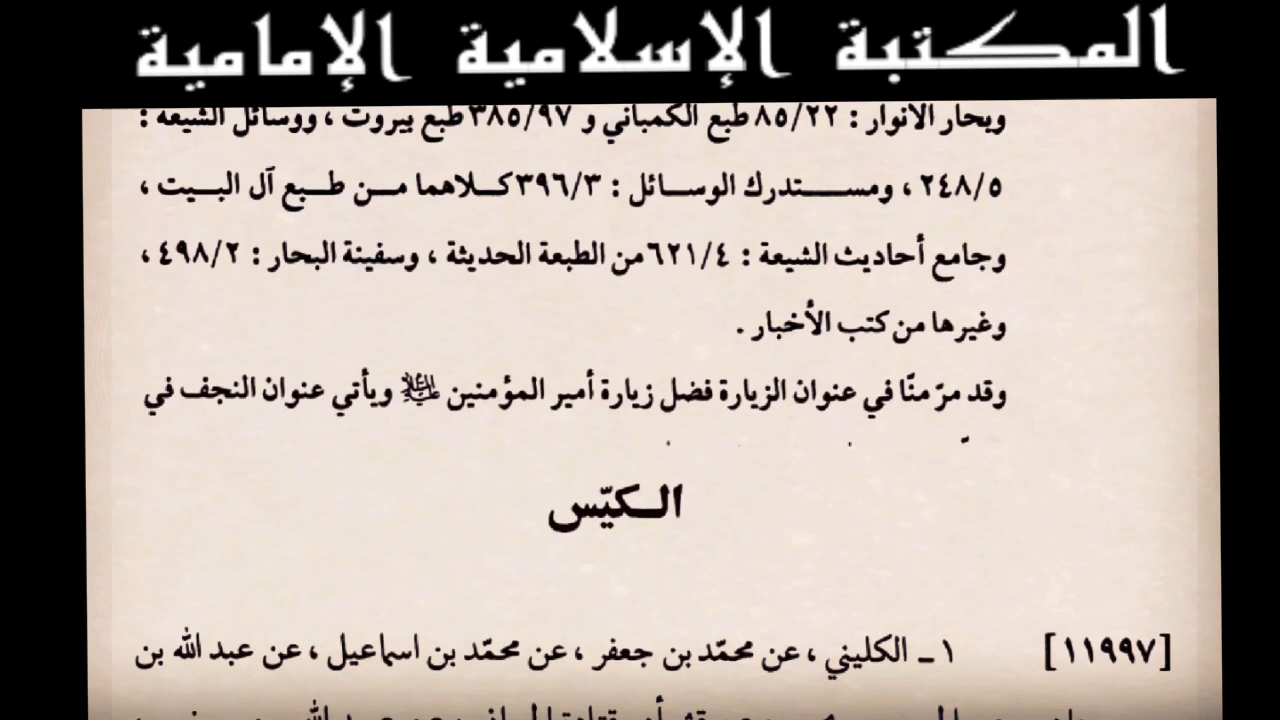 المكتبة الإسلامية الإمامية
وبحار الانوار : ٨٥/٢٢ طبع الكمباني و ٣٨٥/٩٧ طبع بيروت ، ووسائل الشيعه :
٢٤٨/٥ ، ومستدرك الوسائل : ٣٩٦/٣ كلاهما من طبع آل البيت ،
وجامع أحاديث الشيعة : ٦٢١/٤ من الطبعة الحديثة ، وسفينة البحار : ٤٩٨/٢ ،
وغيرها من كتب الأخبار .
وقد مرّ منّا في عنوان الزيارة فضل زيارة أمير المؤمنين عليه السلام ويأتي عنوان النجف في
الكيّس
[١١٩٩٧] ١ ـ الكليني ، عن محمّد بن جعفر ، عن محمّد بن اسماعيل ، عن عبد الله بن